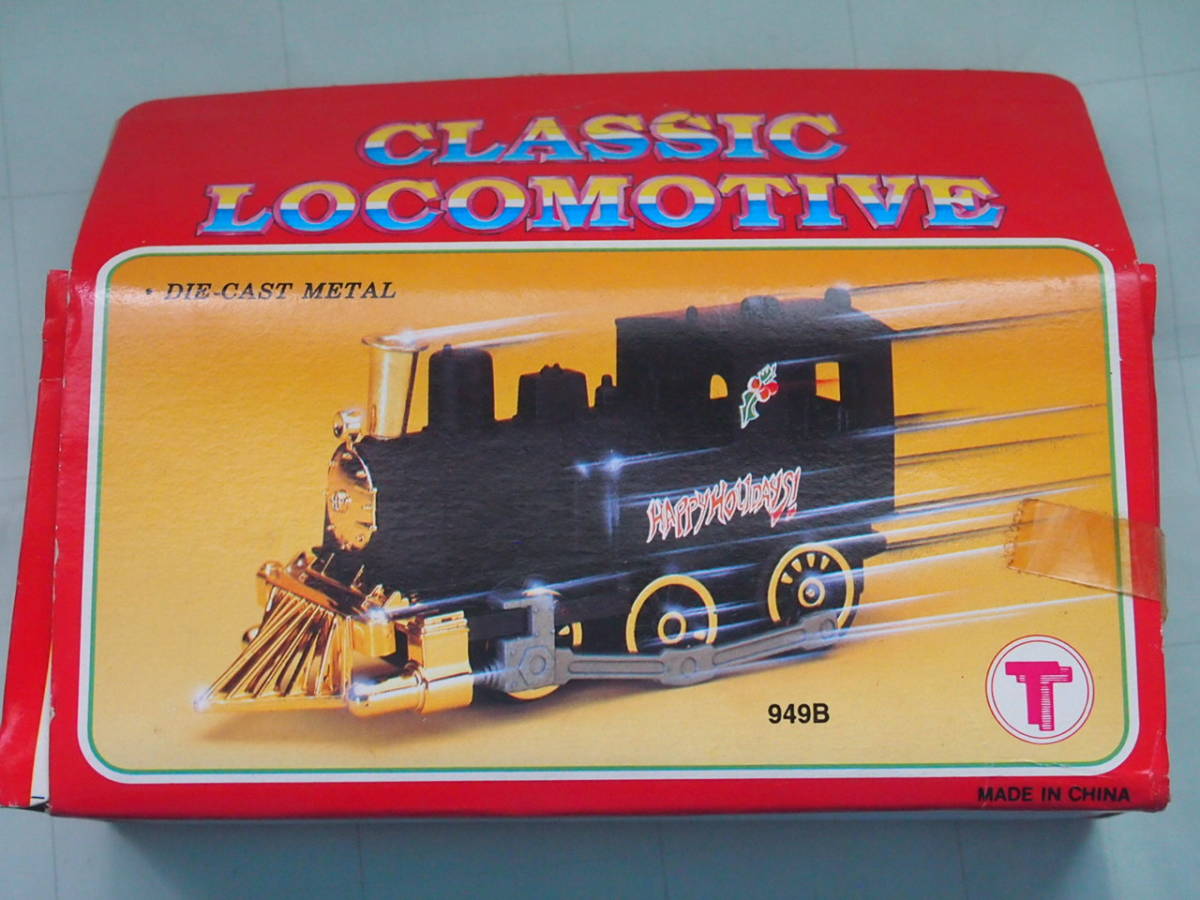 CLASSIC
LOCOMOTIVE
• DIE-CAST METAL
HAPPY HOLIDAYS!
949B
T
MADE IN CHINA